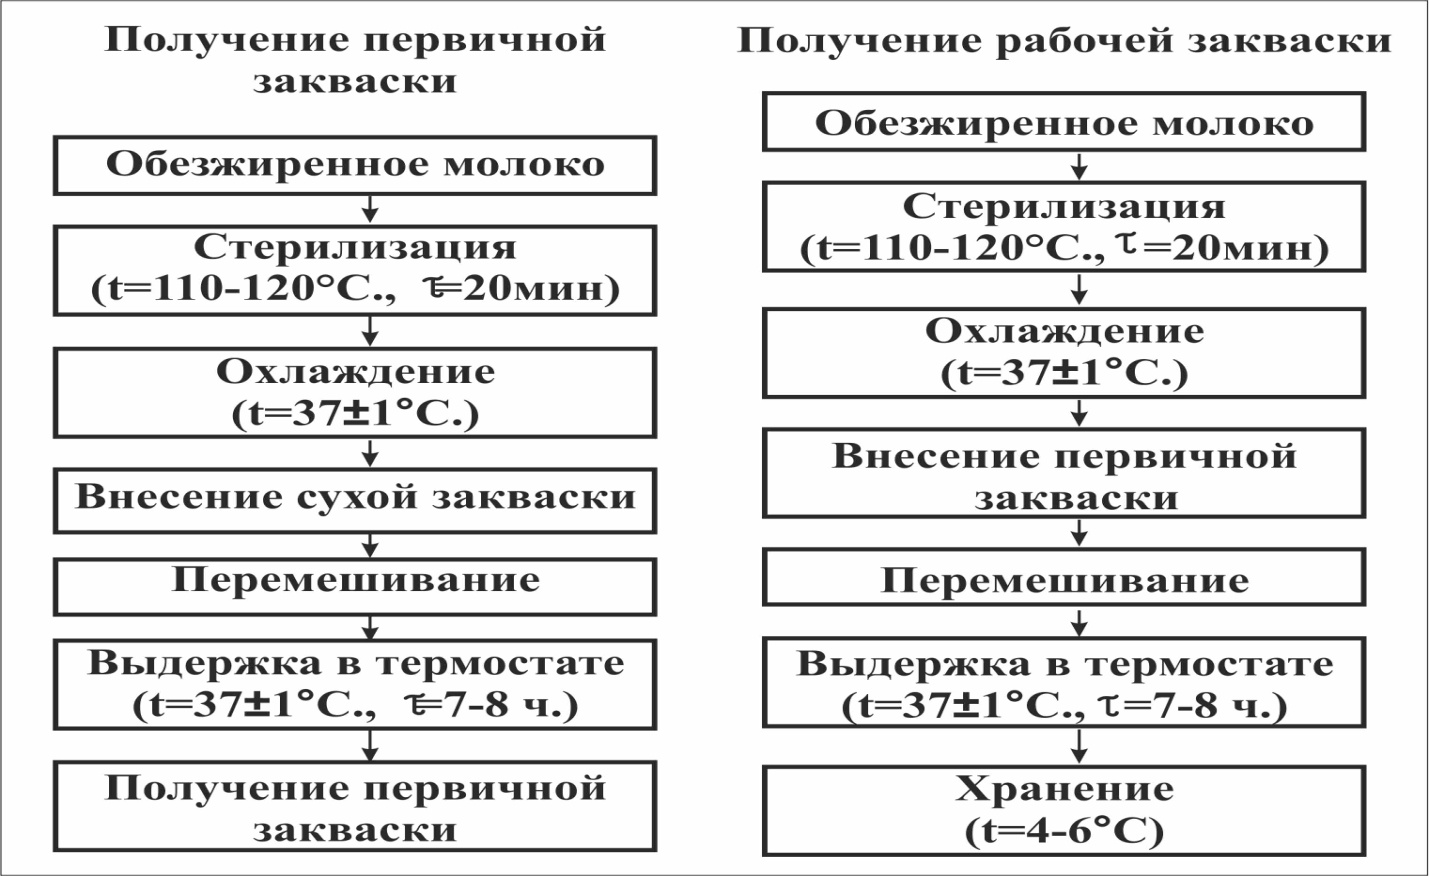 Получение первичной
закваски
Обезжиренное молоко
Стерилизация
(t=110-120°C., τ=20мин)
Охлаждение
(t=37±1°C.)
Внесение сухой закваски
Перемешивание
Выдержка в термостате
(t=37±1°C., τ=7-8 ч.)
Получение первичной
закваски
Получение рабочей закваски
Обезжиренное молоко
Стерилизация
(t=110-120°C., τ=20мин)
Охлаждение
(t=37±1°C.)
Внесение первичной
закваски
Перемешивание
Выдержка в термостате
(t=37±1°C., τ=7-8 ч.)
Хранение
(t=4-6°C)